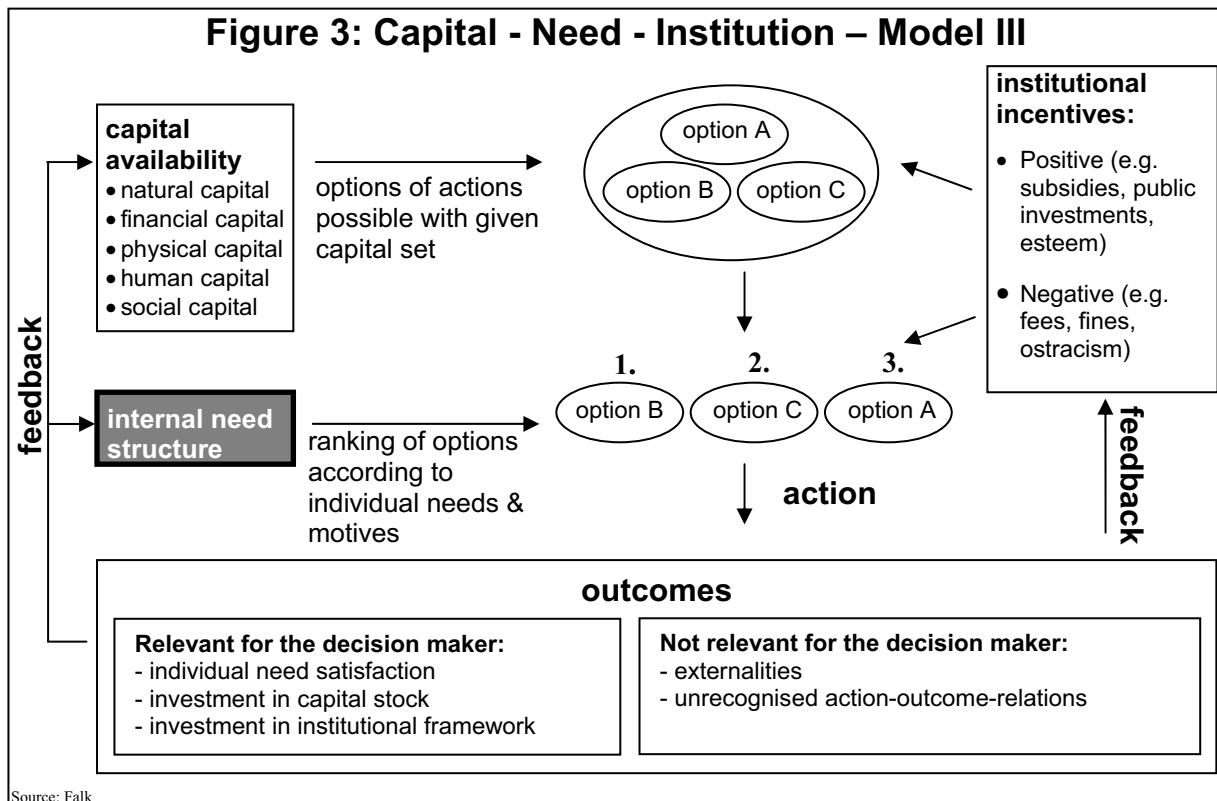 Figure 3: Capital - Need - Institution – Model III
capital
availability
• natural capital
• financial capital
• physical capital
• human capital
• social capital
options of actions
possible with given
capital set
option A
option B
option C
institutional
incentives:
• Positive (e.g.
subsidies, public
investments,
esteem)
• Negative (e.g.
fees, fines,
ostracism)
feedback
internal need
structure
ranking of options
according to
individual needs &
motives
1.
2.
3.
option B
option C
option A
action
feedback
outcomes
Relevant for the decision maker:
- individual need satisfaction
- investment in capital stock
- investment in institutional framework
Not relevant for the decision maker:
- externalities
- unrecognised action-outcome-relations
Source: Falk